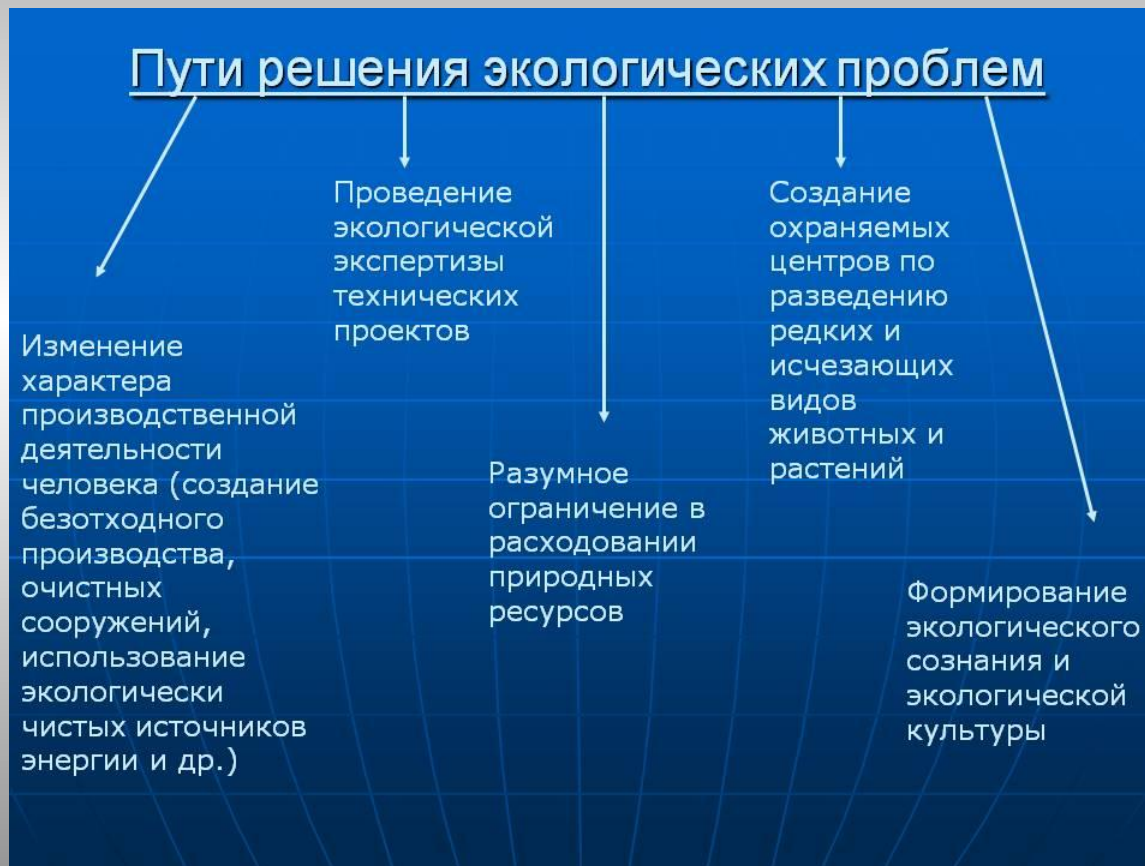 Пути решения экологических проблем
Изменение
характера
производственной
деятельности
человека (создание
безотходного
производства,
очистных
сооружений,
использование
экологически
чистых источников
энергии и др.)
Проведение
экологической
экспертизы
технических
проектов
Разумное
ограничение в
расходовании
природных
ресурсов
Создание
охраняемых
центров по
разведению
редких и
исчезающих
видов
животных и
растений
Формирование
экологического
сознания и
экологической
культуры